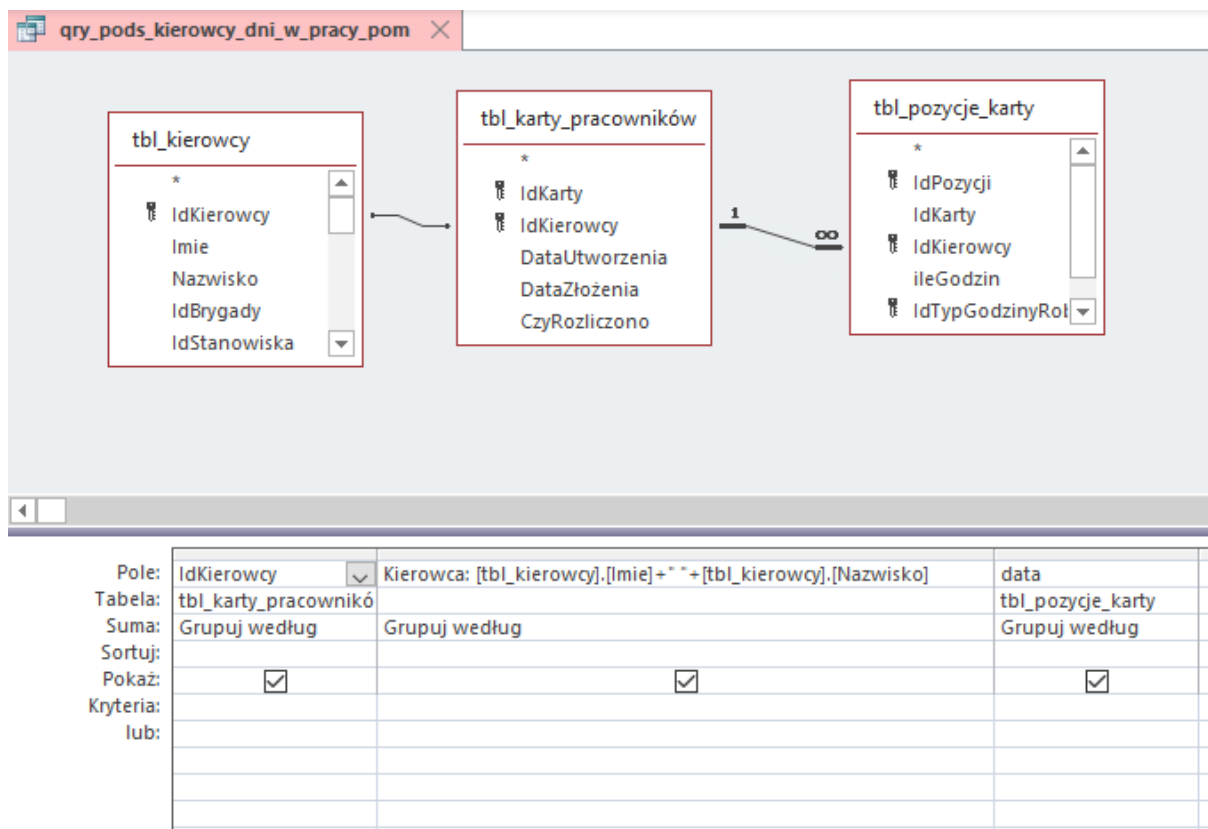 qry_pods_kierowcy_dni_w_pracy_pom
tbl_kierowcy
*
IdKierowcy
Imie
Nazwisko
IdBrygady
IdStanowiska
tbl_karty_pracowników
*
IdKarty
IdKierowcy
DataUtworzenia
DataZłożenia
CzyRozliczono
1
∞
tbl_pozycje_karty
*
IdPozycji
IdKarty
IdKierowcy
ileGodzin
IdTypGodzinyRob
Pole: IdKierowcy Kierowca: [tbl_kierowcy].[Imie]+" "+[tbl_kierowcy].[Nazwisko] data
Tabela: tbl_karty_pracownikó tbl_pozycje_karty
Suma: Grupuj według Grupuj według Grupuj według
Sortuj:
Pokaż:
Kryteria:
lub: